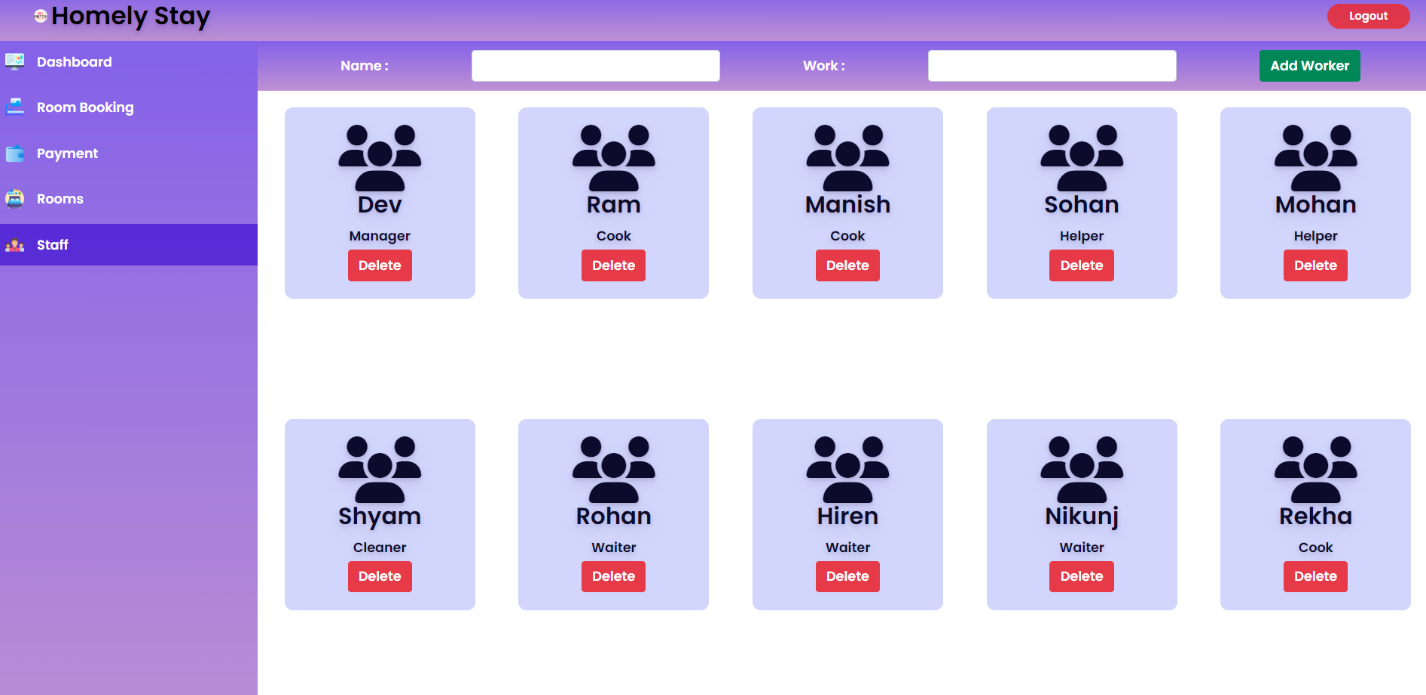 Homely Stay
Logout
Dashboard
Room Booking
Payment
Rooms
Staff
Name :
Work :
Add Worker
Dev
Manager
Delete
Ram
Cook
Delete
Manish
Cook
Delete
Sohan
Helper
Delete
Mohan
Helper
Delete
Shyam
Cleaner
Delete
Rohan
Waiter
Delete
Hiren
Waiter
Delete
Nikunj
Waiter
Delete
Rekha
Cook
Delete